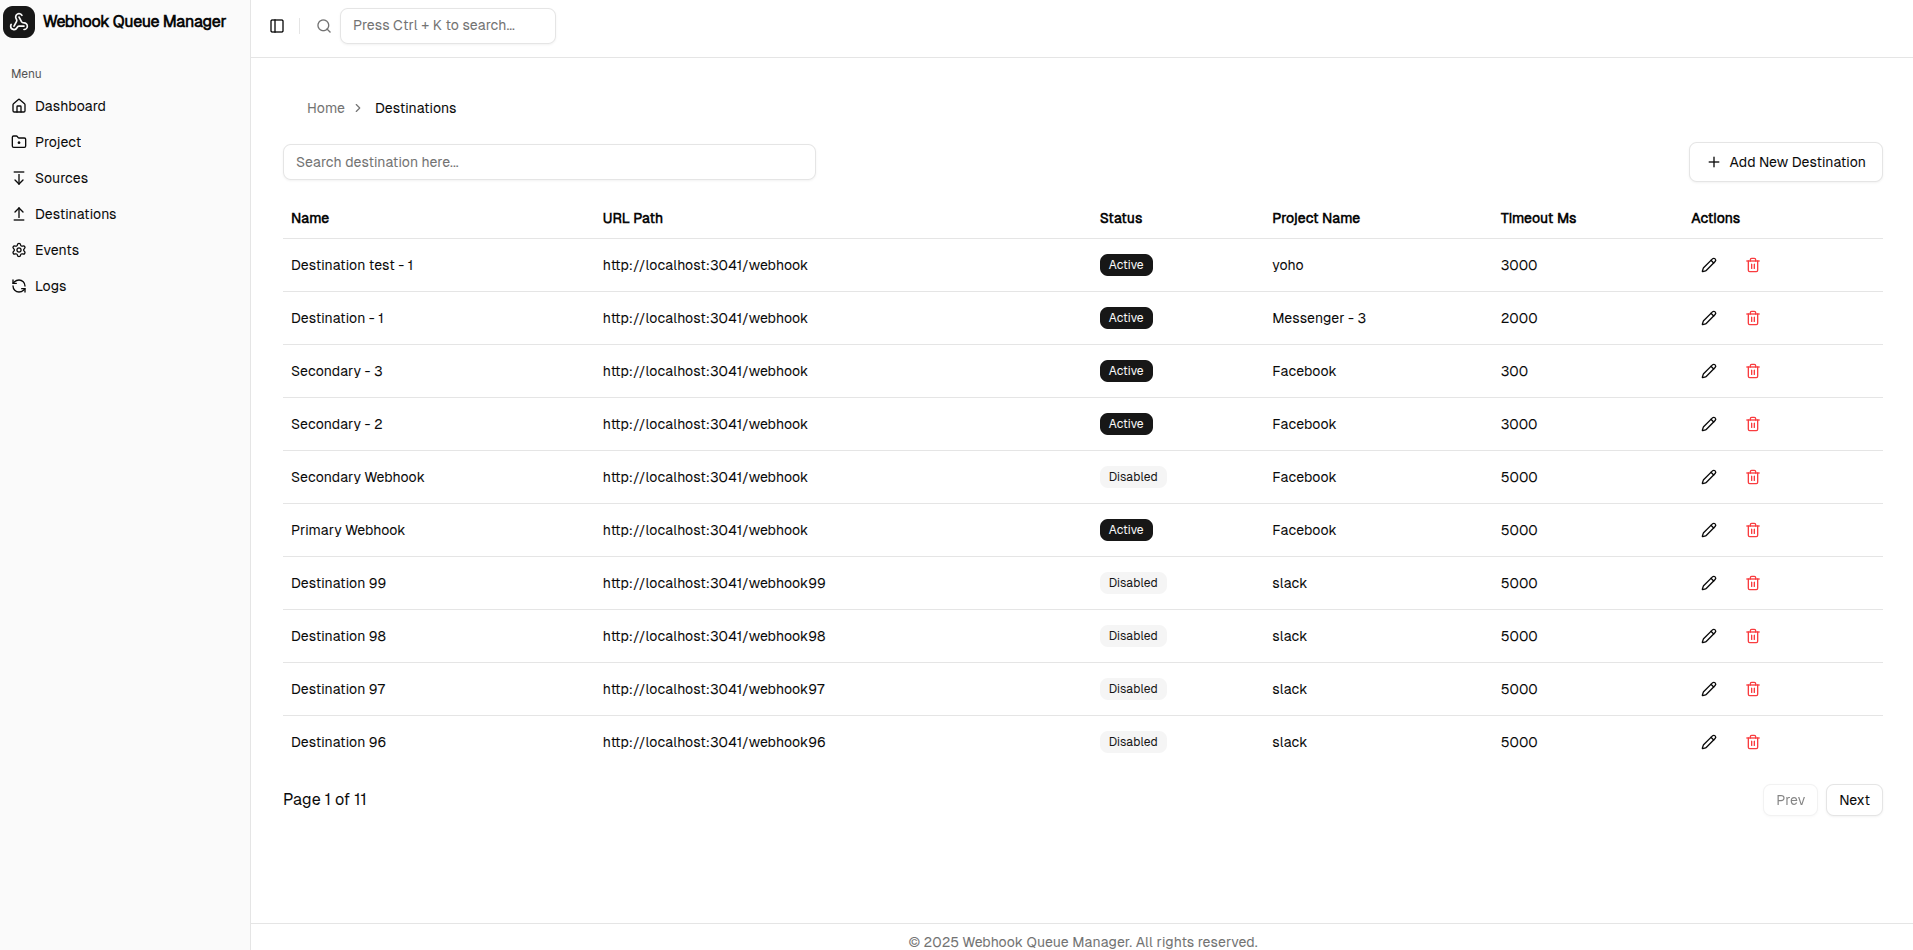 Webhook Queue Manager
Press Ctrl + K to search...
Menu
Dashboard
Project
Sources
Destinations
Events
Logs
Home > Destinations
Search destination here...
+ Add New Destination
Name URL Path Status Project Name Timeout Ms Actions
Destination test - 1 http://localhost:3041/webhook Active yoho 3000
Destination - 1 http://localhost:3041/webhook Active Messenger - 3 2000
Secondary - 3 http://localhost:3041/webhook Active Facebook 300
Secondary - 2 http://localhost:3041/webhook Active Facebook 3000
Secondary Webhook http://localhost:3041/webhook Disabled Facebook 5000
Primary Webhook http://localhost:3041/webhook Active Facebook 5000
Destination 99 http://localhost:3041/webhook99 Disabled slack 5000
Destination 98 http://localhost:3041/webhook98 Disabled slack 5000
Destination 97 http://localhost:3041/webhook97 Disabled slack 5000
Destination 96 http://localhost:3041/webhook96 Disabled slack 5000
Page 1 of 11
Prev Next
© 2025 Webhook Queue Manager. All rights reserved.